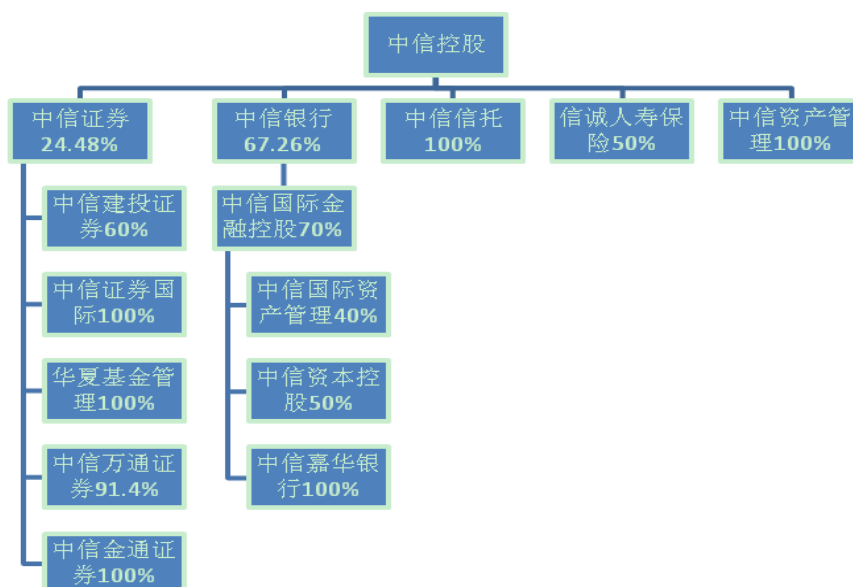 中信控股
中信证券
24.48%
中信银行
67.26%
中信信托
100%
信诚人寿保
险50%
中信资产管
理100%
中信建投证
券60%
中信证券国
际100%
华夏基金管
理100%
中信万通证
券91.4%
中信金通证
券100%
中信国际金
融控股70%
中信国际资
产管理40%
中信资本控
股50%
中信嘉华银
行100%